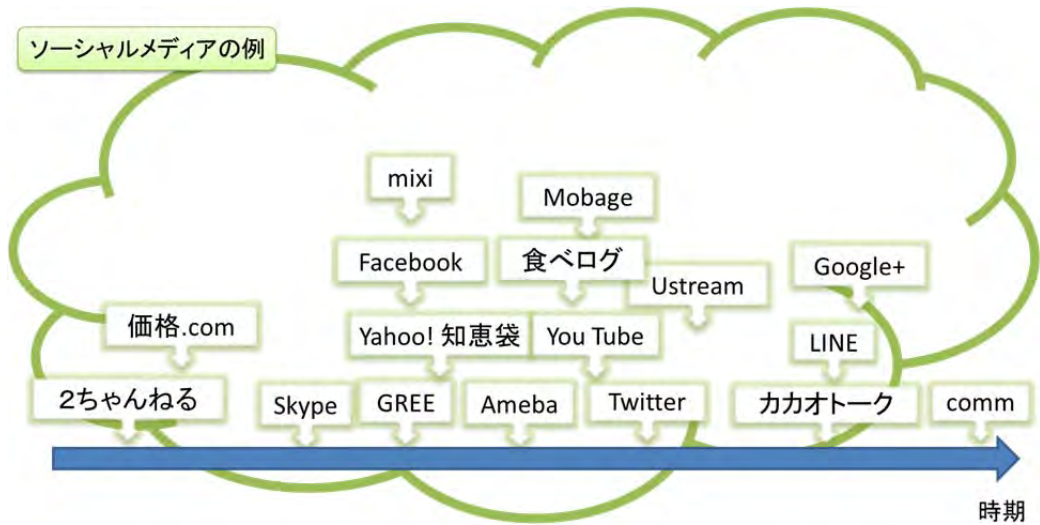 ソーシャルメディアの例
mixi
Mobage
Facebook
食べログ
Ustream
Google+
価格.com
Yahoo! 知恵袋
You Tube
LINE
2ちゃんねる
Skype
GREE
Ameba
Twitter
カカオトーク
comm
時期